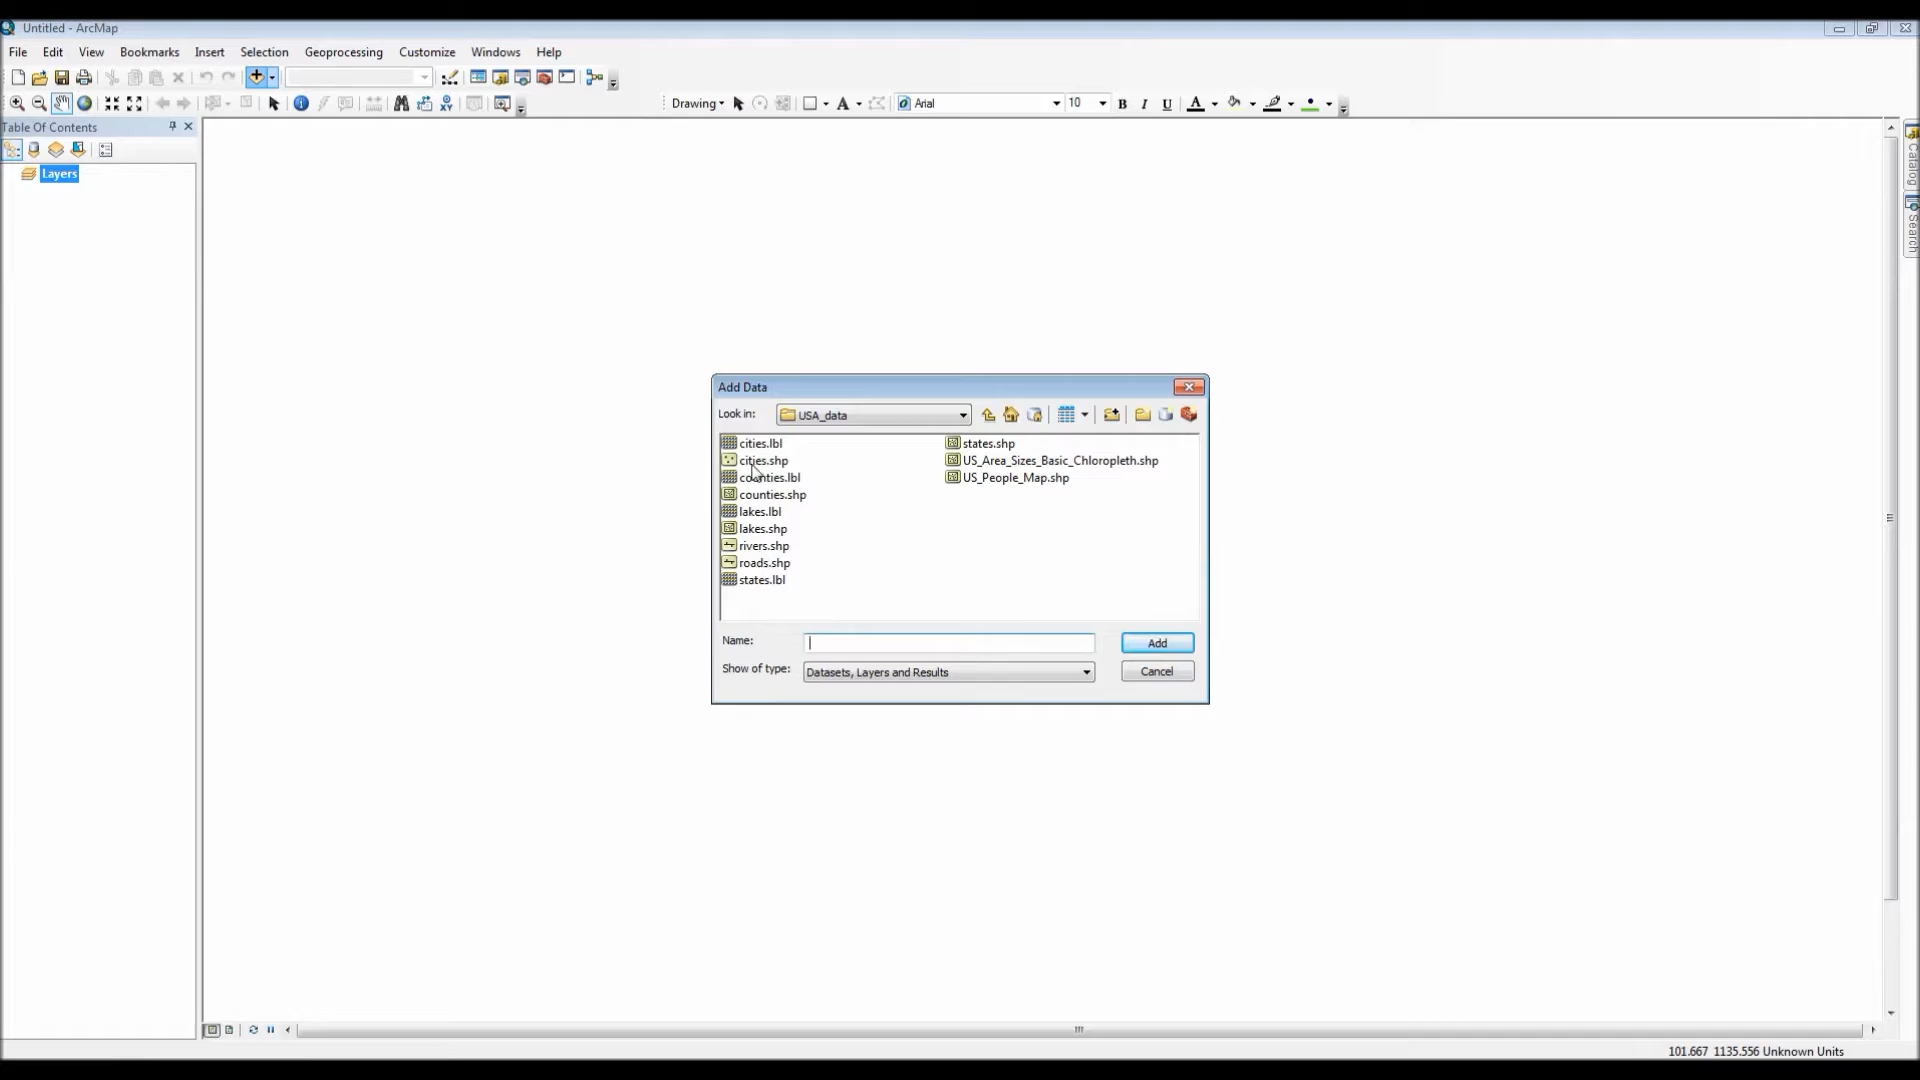 Untitled - ArcMap
File Edit View Bookmarks Insert Selection Geoprocessing Customize Windows Help
Drawing A Arial 10 B I U A
Table Of Contents
Layers
Catalog
Search
Add Data
Look in: USA_data
cities.lbl
cities.shp
counties.lbl
counties.shp
lakes.lbl
lakes.shp
rivers.shp
roads.shp
states.lbl
states.shp
US_Area_Sizes_Basic_Chloropleth.shp
US_People_Map.shp
Name: Add
Show of type: Datasets, Layers and Results Cancel
101.667 1135.556 Unknown Units